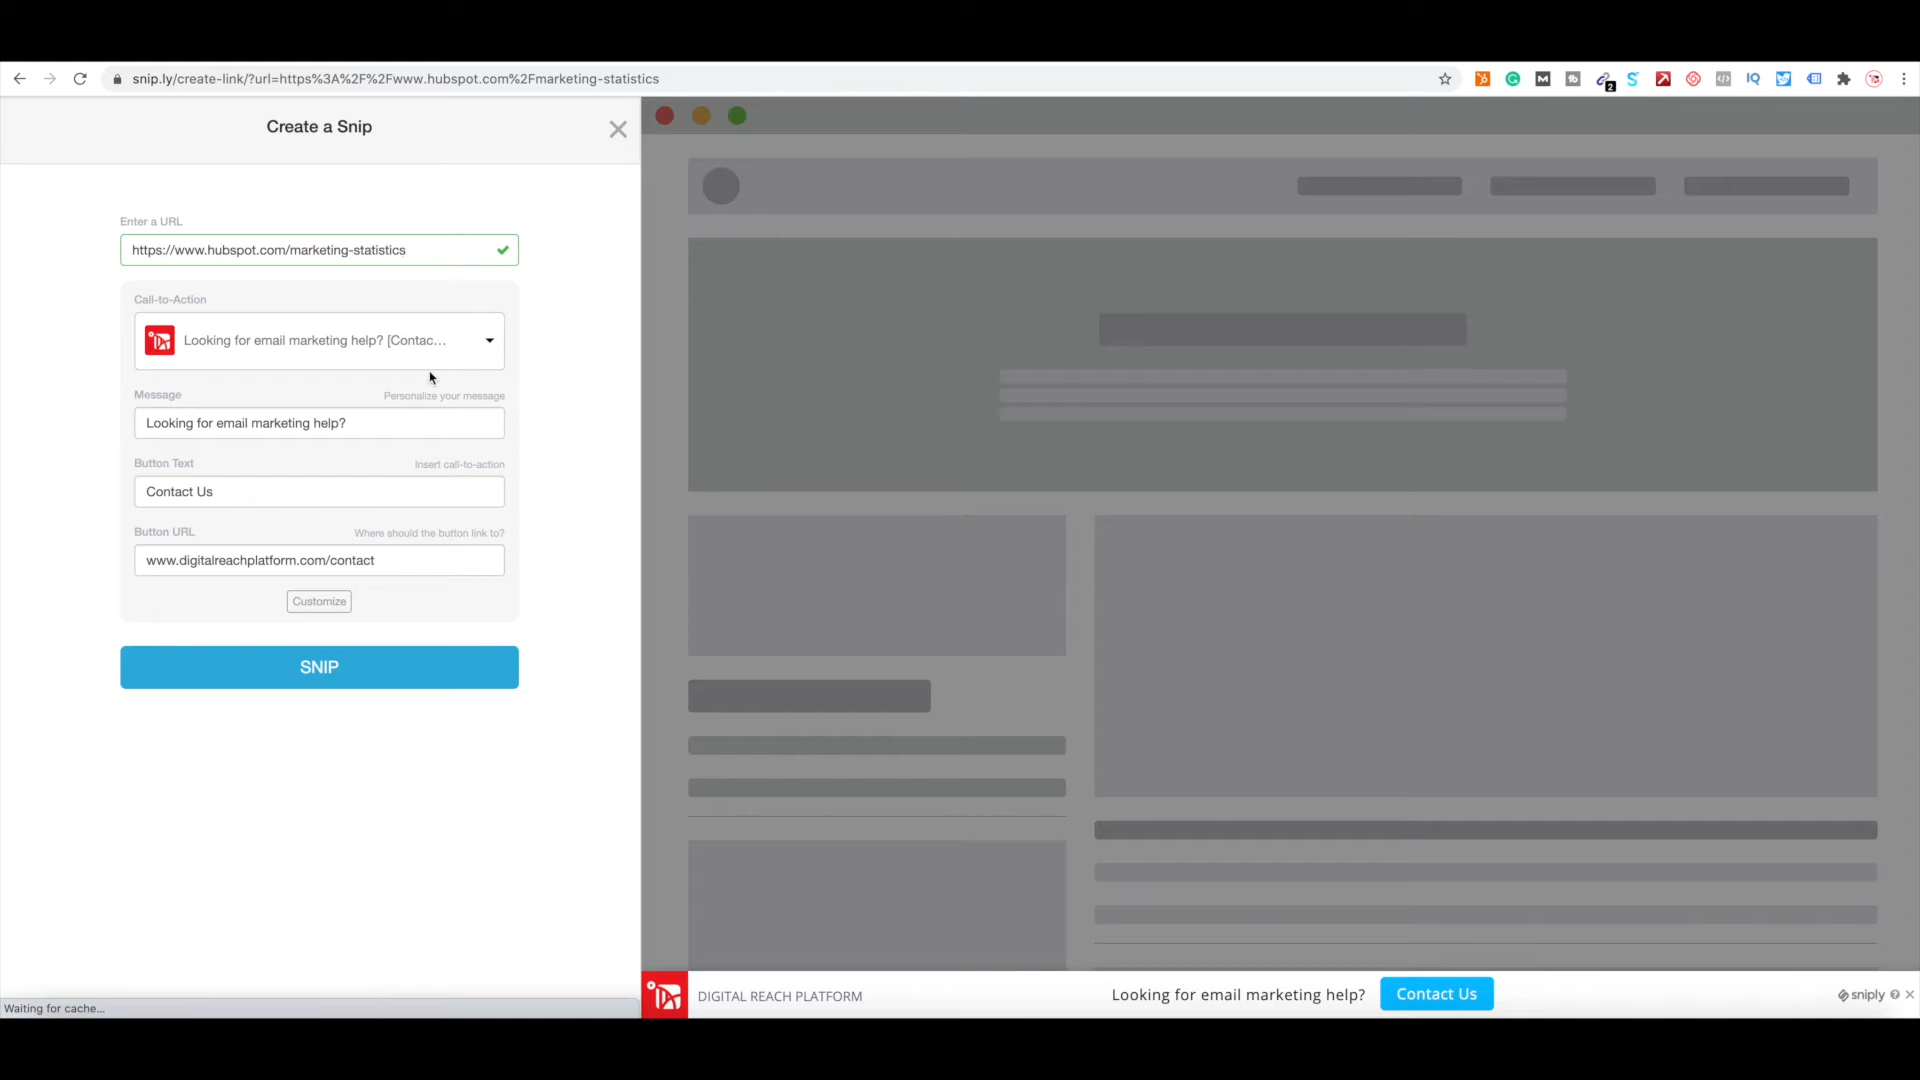 snip.ly/create-link/?url=https%3A%2F%2Fwww.hubspot.com%2Fmarketing-statistics
2
IQ
Create a Snip
Enter a URL
https://www.hubspot.com/marketing-statistics
Call-to-Action
Looking for email marketing help? [Contac...
Message
Personalize your message
Looking for email marketing help?
Button Text
Insert call-to-action
Contact Us
Button URL
Where should the button link to?
www.digitalreachplatform.com/contact
Customize
SNIP
Waiting for cache...
DIGITAL REACH PLATFORM
Looking for email marketing help?
Contact Us
sniply